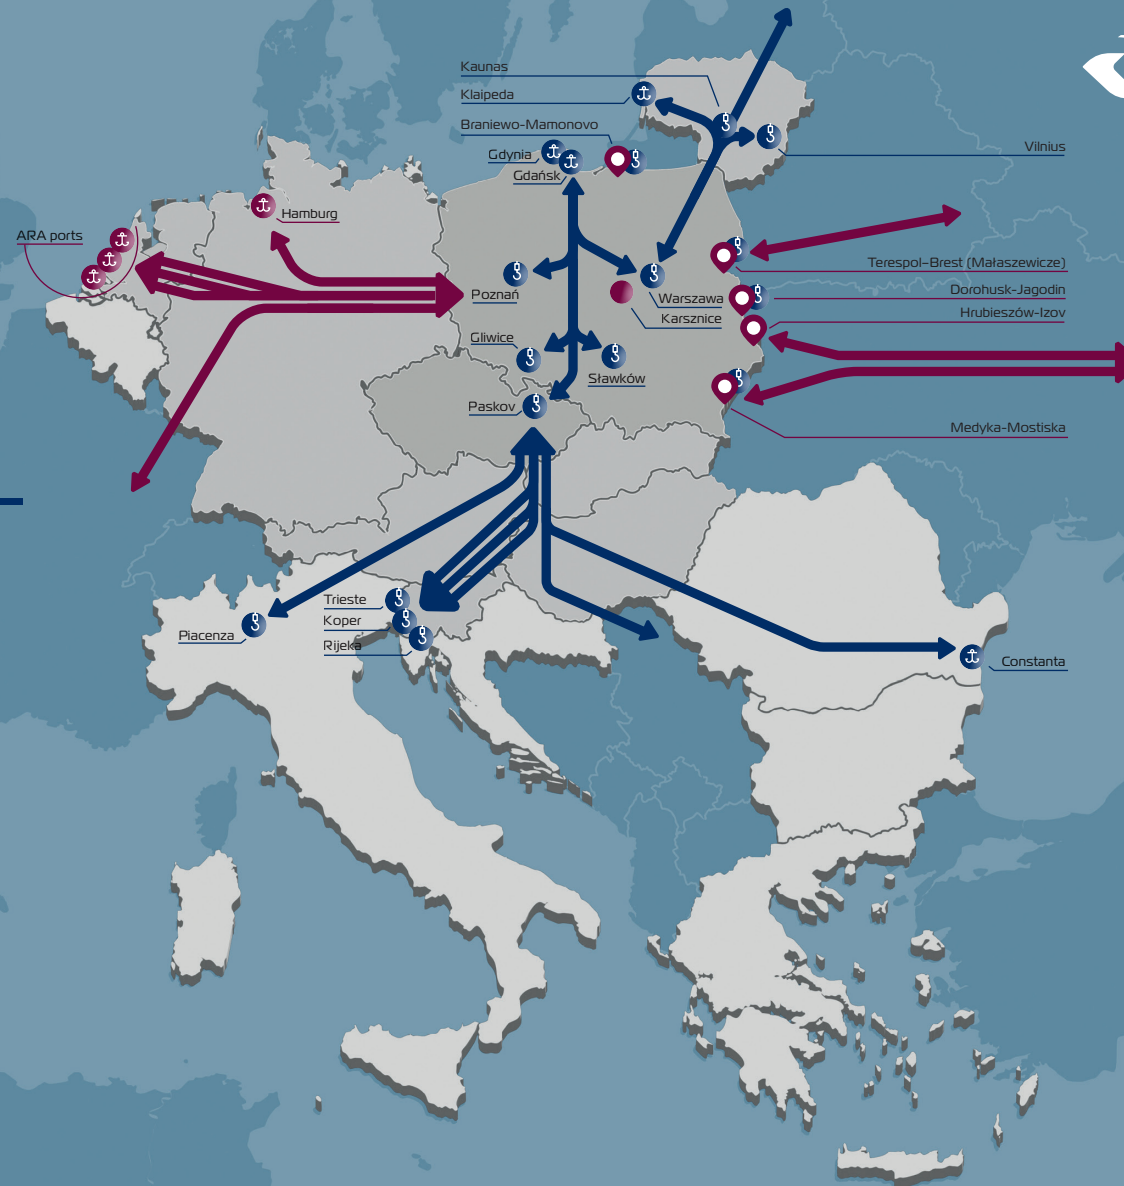 Kaunas
Klaipeda
Braniewo-Mamonovo
Gdynia
Gdańsk
Vilnius
Hamburg
ARA ports
Terespol-Brest (Małaszewicze)
Dorohusk-Jagodin
Poznań
Warszawa
Hrubieszów-Izov
Karsznice
Gliwice
Sławków
Paskov
Medyka-Mostiska
Trieste
Koper
Piacenza
Rijeka
Constanta